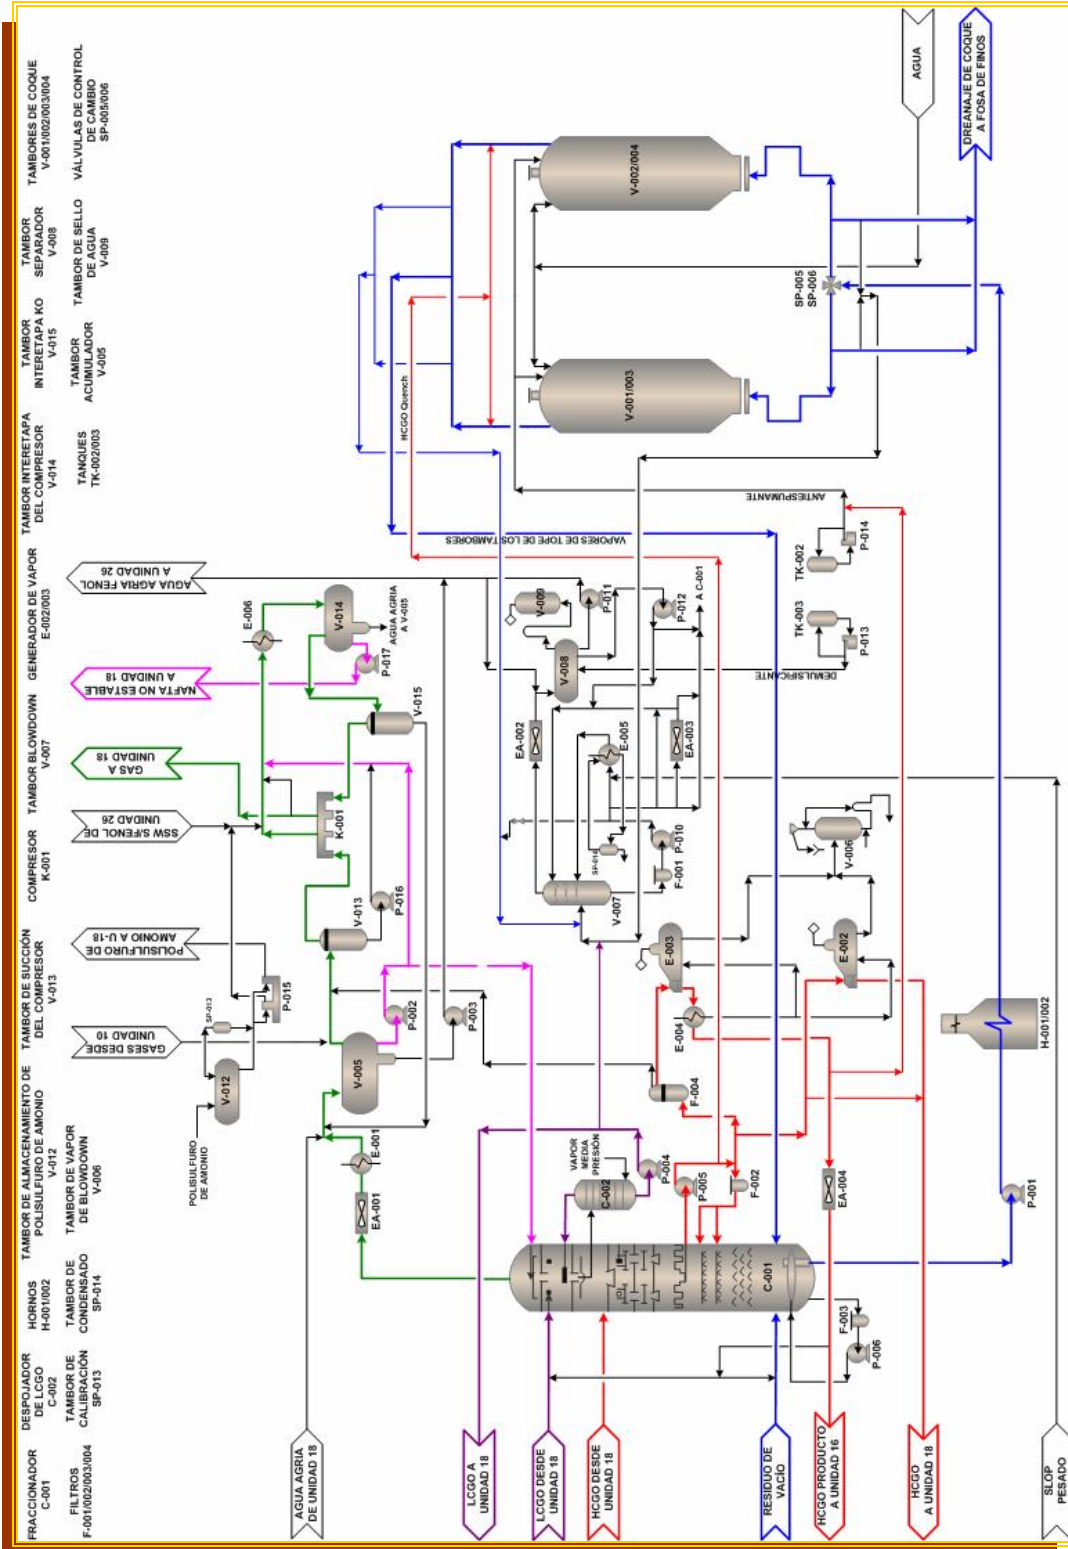 FRACCIONADOR
C-001
DESPOJADOR
DE LCGO
C-002
HORNOS
H-001/002
TAMBOR DE ALMACENAMIENTO DE
POLISULFURO DE AMONIO
V-012
TAMBOR DE SUCCIÓN
DEL COMPRESOR
V-013
COMPRESOR
K-001
TAMBOR BLOWDOWN
V-007
GENERADOR DE VAPOR
E-002/003
TAMBOR INTERETAPA
DEL COMPRESOR
V-014
TAMBOR
INTERETAPA KO
V-015
TAMBOR
SEPARADOR
V-008
TAMBORES DE COQUE
V-001/002/003/004
FILTROS
F-001/002/003/004
TAMBOR DE
CALIBRACIÓN
SP-013
TAMBOR DE
CONDENSADO
SP-014
TAMBOR DE VAPOR
DE BLOWDOWN
V-006
TANQUES
TK-002/003
TAMBOR
ACUMULADOR
V-005
TAMBOR DE SELLO
DE AGUA
V-009
VÁLVULAS DE CONTROL
DE CAMBIO
SP-005/006
AGUA AGRIA
DE UNIDAD 18
POLISULFURO
DE AMONIO
V-012
SP-013
P-015
GASES DESDE
UNIDAD 10
POLISULFURO DE
AMONIO A U-18
SSW S/FENOL DE
UNIDAD 26
GAS A
UNIDAD 18
NAFTA NO ESTABLE
A UNIDAD 18
AGUA AGRIA FENOL
A UNIDAD 26
EA-001
E-001
V-005
P-002
P-003
V-013
P-016
K-001
V-015
P-017
V-014
E-006
AGUA AGRIA
A V-005
LCGO A
UNIDAD 18
LCGO DESDE
UNIDAD 18
HCGO DESDE
UNIDAD 18
RESIDUO DE
VACÍO
HCGO PRODUCTO
A UNIDAD 16
HCGO
A UNIDAD 18
SLOP
PESADO
C-001
C-002
VAPOR
MEDIA
PRESIÓN
P-004
P-005
F-002
F-003
P-006
F-004
E-004
E-003
E-002
V-006
EA-004
P-001
H-001/002
V-007
F-001
P-010
SP-014
E-005
EA-002
EA-003
V-008
V-009
P-011
P-012
A C-001
VAPORES DE TOPE DE LOS TAMBORES
HCGO Quench
DEMULSIFICANTE
TK-003
P-013
TK-002
P-014
ANTIESPUMANTE
V-001/003
V-002/004
SP-005
SP-006
AGUA
DREANAJE DE COQUE
A FOSA DE FINOS